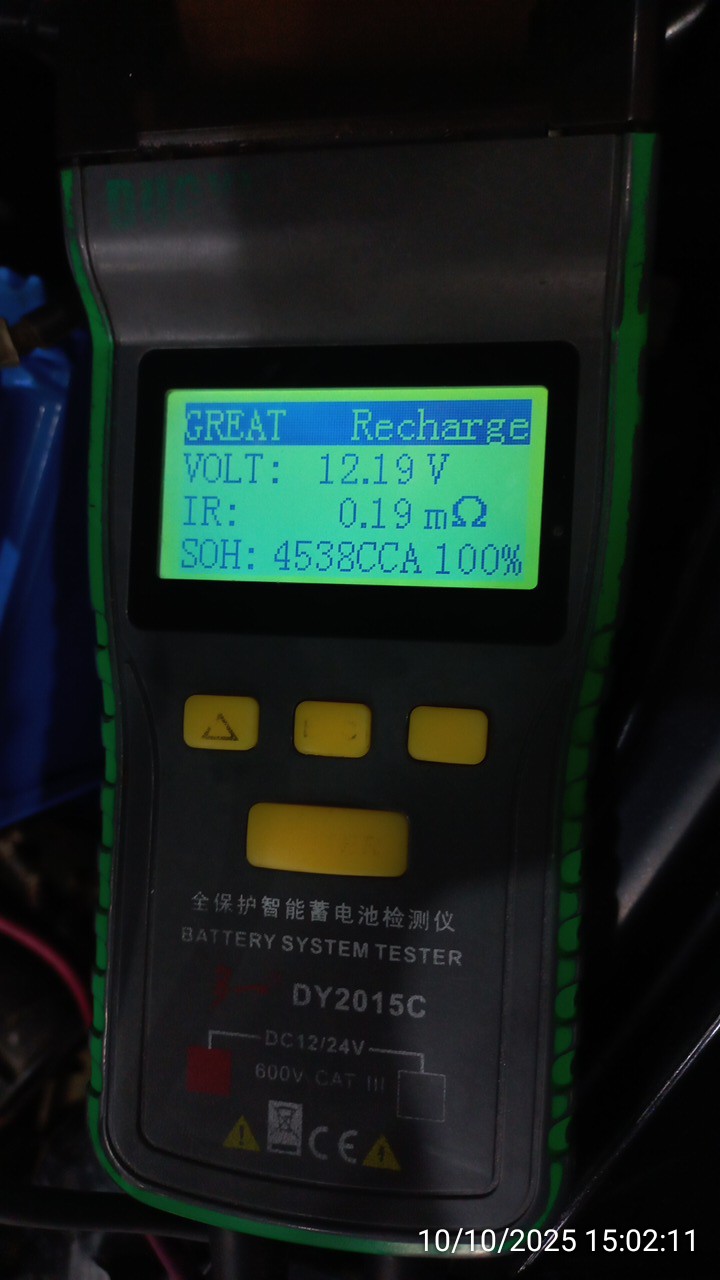 GREAT Recharge
VOLT: 12.19 V
IR: 0.19 mΩ
SOH: 4538CCA 100%
全保护智能蓄电池检测仪
BATTERY SYSTEM TESTER
DY2015C
DC12/24V
600V CAT III
CE
10/10/2025 15:02:11